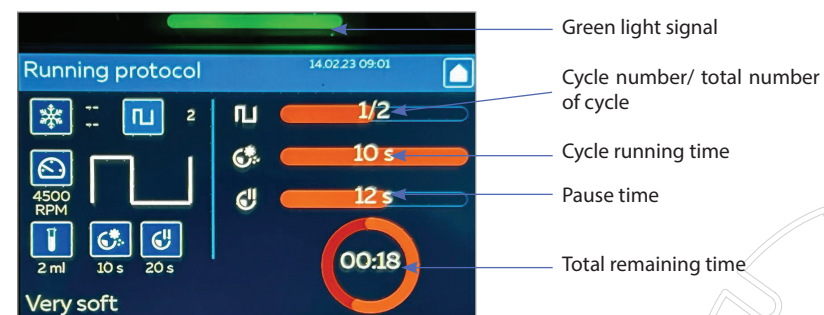 Green light signal
Running protocol
14.02.23 09:01
Cycle number/ total number
of cycle
--
--
2
1/2
10 s
Cycle running time
4500
RPM
12 s
Pause time
2 ml
10 s
20 s
00:18
Total remaining time
Very soft